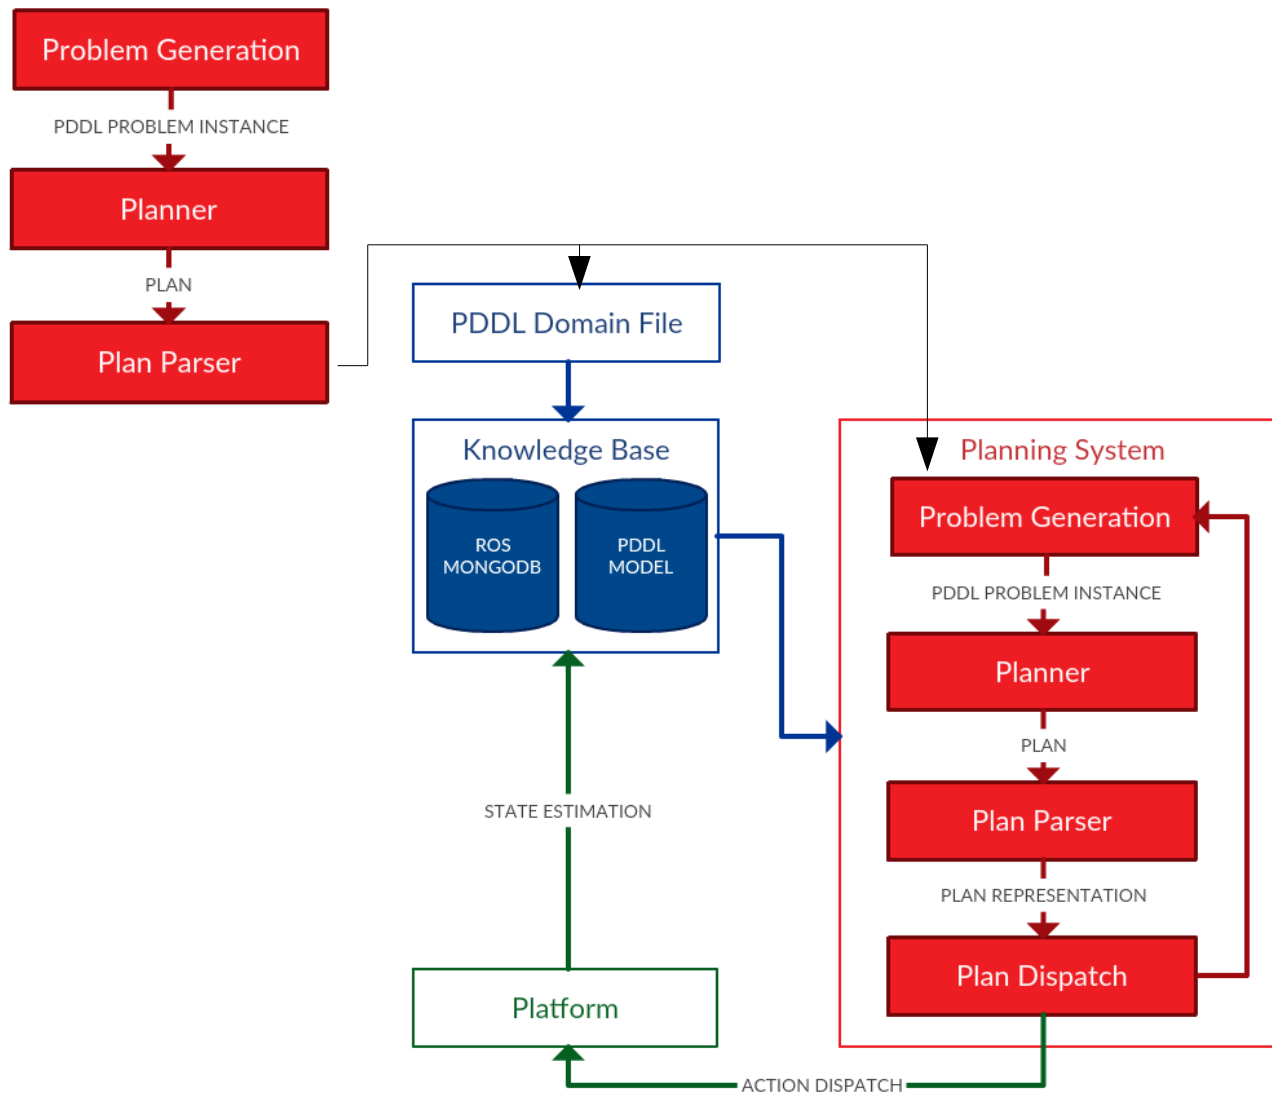 Problem Generation
PDDL PROBLEM INSTANCE
Planner
PLAN
Plan Parser
PDDL Domain File
Knowledge Base
ROS
MONGODB
PDDL
MODEL
STATE ESTIMATION
Platform
Planning System
Problem Generation
PDDL PROBLEM INSTANCE
Planner
PLAN
Plan Parser
PLAN REPRESENTATION
Plan Dispatch
ACTION DISPATCH